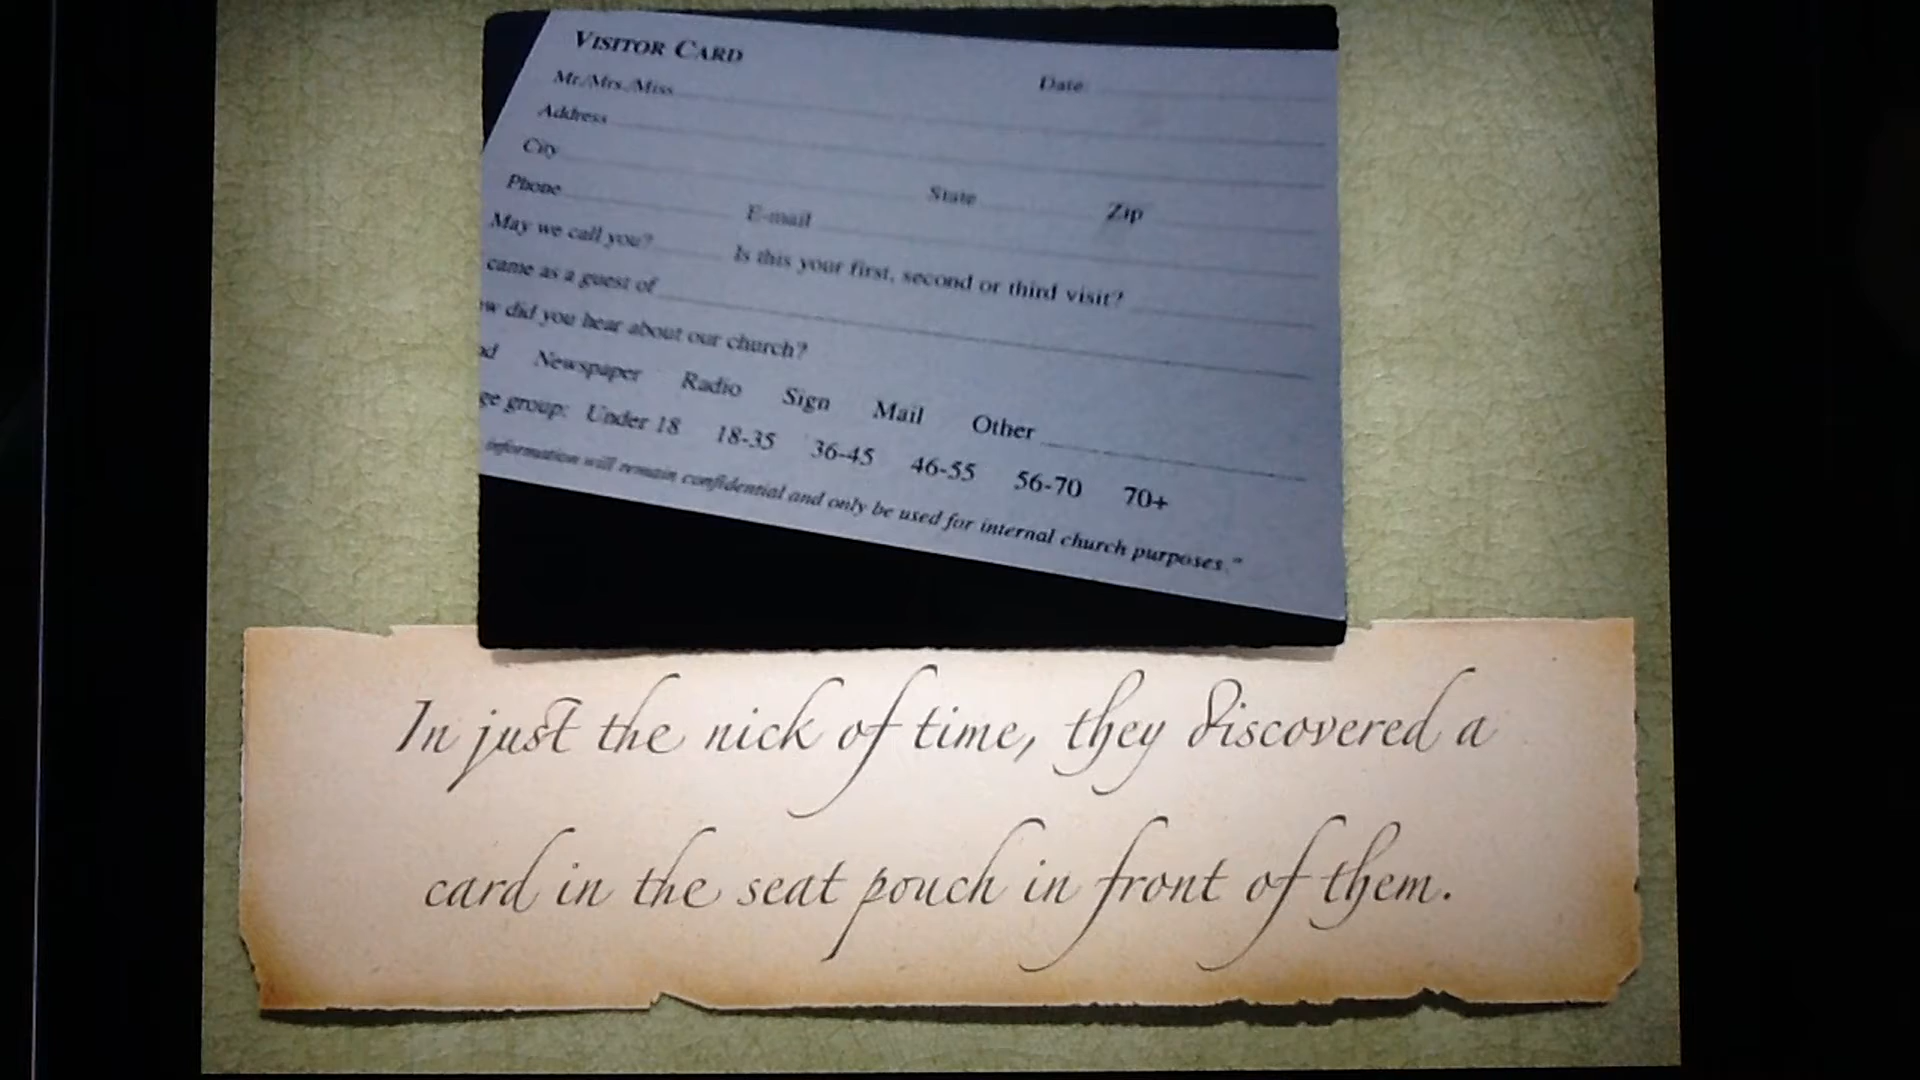 VISITOR CARD
Date
Mr./Mrs./Miss
Address
City State Zip
Phone E-mail
May we call you? Is this your first, second or third visit?
came as a guest of
w did you hear about our church?
Newspaper Radio Sign Mail Other
ge group: Under 18 18-35 36-45 46-55 56-70 70+
information will remain confidential and only be used for internal church purposes."
In just the nick of time, they discovered a
card in the seat pouch in front of them.